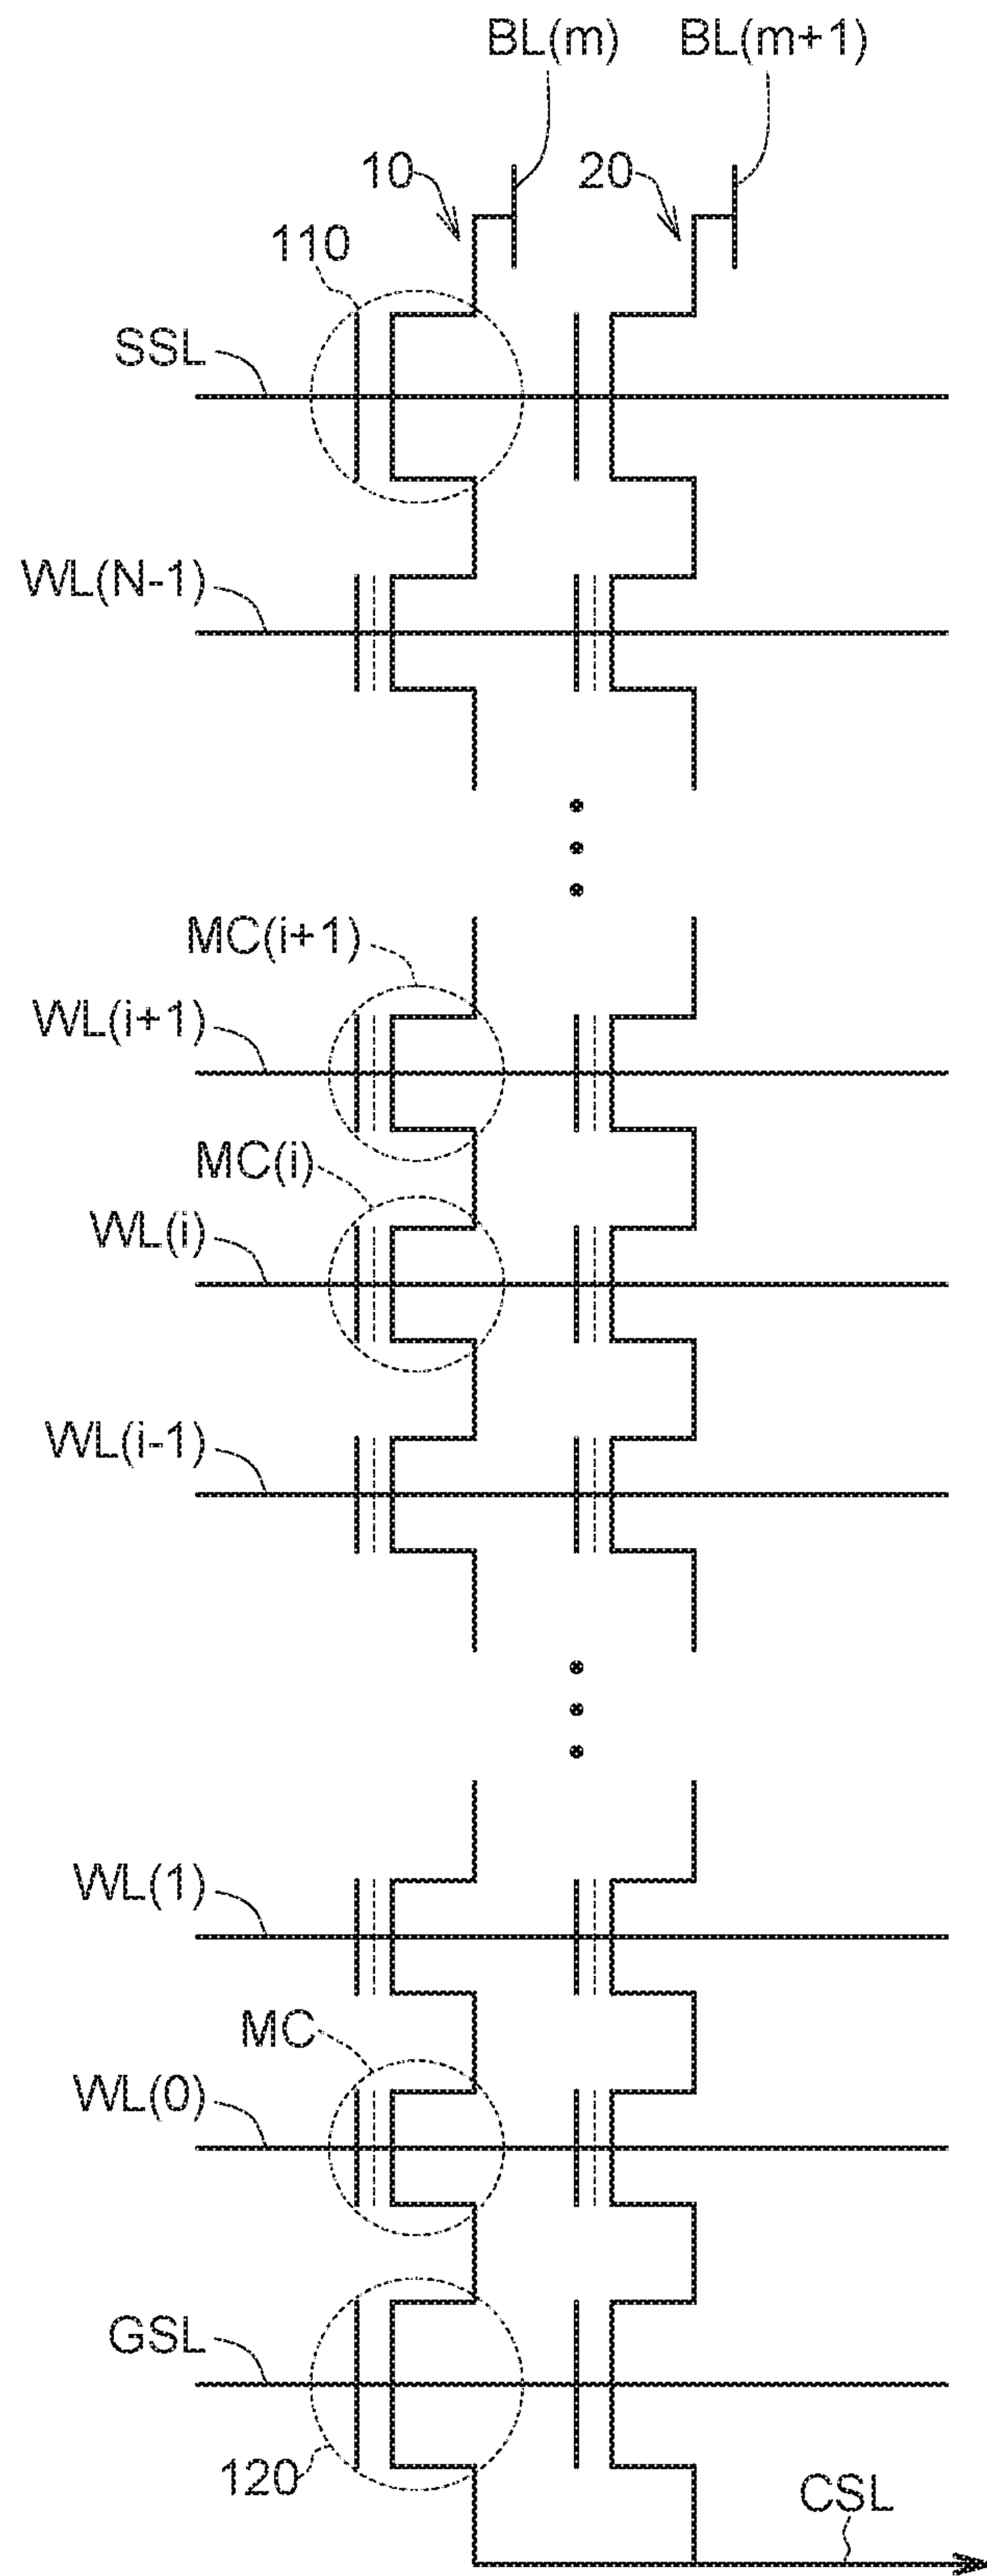 BL(m) BL(m+1)
10 20
110
SSL
WL(N-1)
MC(i+1)
WL(i+1)
MC(i)
WL(i)
WL(i-1)
WL(1)
MC
WL(0)
GSL
120
CSL